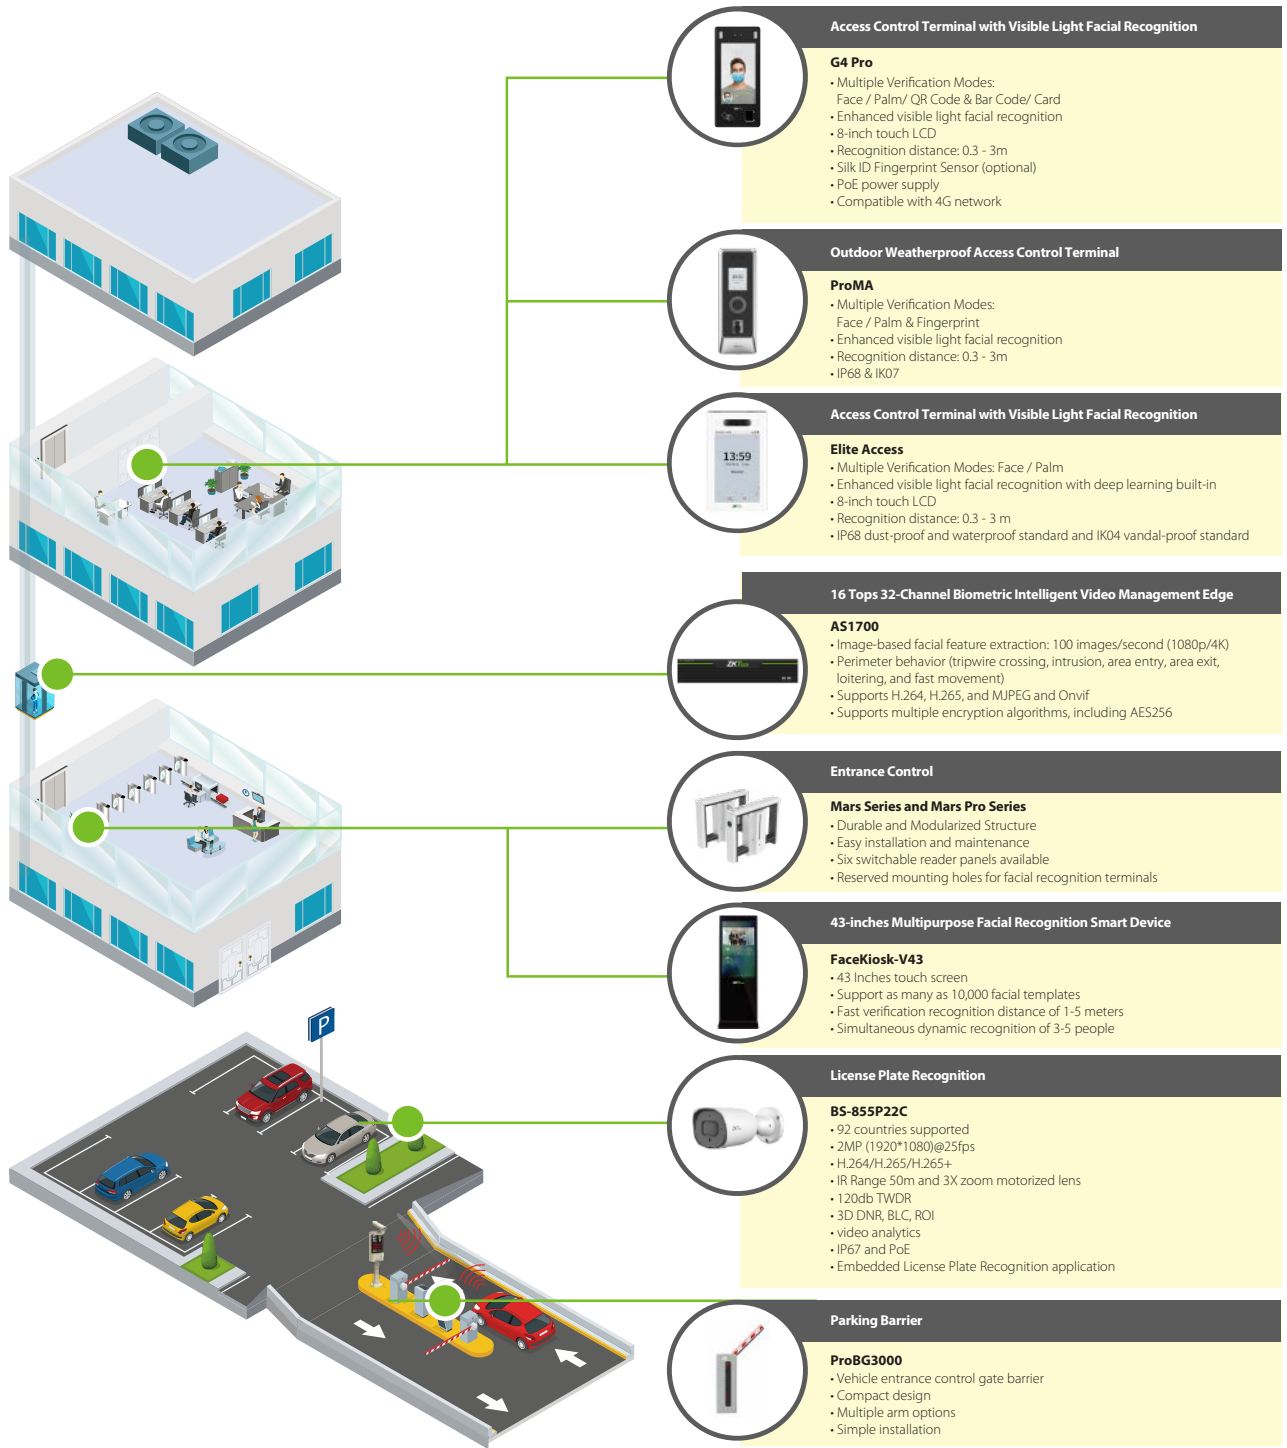 Access Control Terminal with Visible Light Facial Recognition
G4 Pro
• Multiple Verification Modes:
Face / Palm/ QR Code & Bar Code/ Card
• Enhanced visible light facial recognition
• 8-inch touch LCD
• Recognition distance: 0.3 - 3m
• Silk ID Fingerprint Sensor (optional)
• PoE power supply
• Compatible with 4G network
Outdoor Weatherproof Access Control Terminal
ProMA
• Multiple Verification Modes:
Face / Palm & Fingerprint
• Enhanced visible light facial recognition
• Recognition distance: 0.3 - 3m
• IP68 & IK07
Access Control Terminal with Visible Light Facial Recognition
13:59
Elite Access
• Multiple Verification Modes: Face / Palm
• Enhanced visible light facial recognition with deep learning built-in
• 8-inch touch LCD
• Recognition distance: 0.3 - 3 m
• IP68 dust-proof and waterproof standard and IK04 vandal-proof standard
16 Tops 32-Channel Biometric Intelligent Video Management Edge
AS1700
• Image-based facial feature extraction: 100 images/second (1080p/4K)
• Perimeter behavior (tripwire crossing, intrusion, area entry, area exit,
loitering, and fast movement)
• Supports H.264, H.265, and MJPEG and Onvif
• Supports multiple encryption algorithms, including AES256
Entrance Control
Mars Series and Mars Pro Series
• Durable and Modularized Structure
• Easy installation and maintenance
• Six switchable reader panels available
• Reserved mounting holes for facial recognition terminals
43-inches Multipurpose Facial Recognition Smart Device
FaceKiosk-V43
• 43 Inches touch screen
• Support as many as 10,000 facial templates
• Fast verification recognition distance of 1-5 meters
• Simultaneous dynamic recognition of 3-5 people
P
License Plate Recognition
BS-855P22C
• 92 countries supported
• 2MP (1920*1080)@25fps
• H.264/H.265/H.265+
• IR Range 50m and 3X zoom motorized lens
• 120db TWDR
• 3D DNR, BLC, ROI
• video analytics
• IP67 and PoE
• Embedded License Plate Recognition application
Parking Barrier
ProBG3000
• Vehicle entrance control gate barrier
• Compact design
• Multiple arm options
• Simple installation